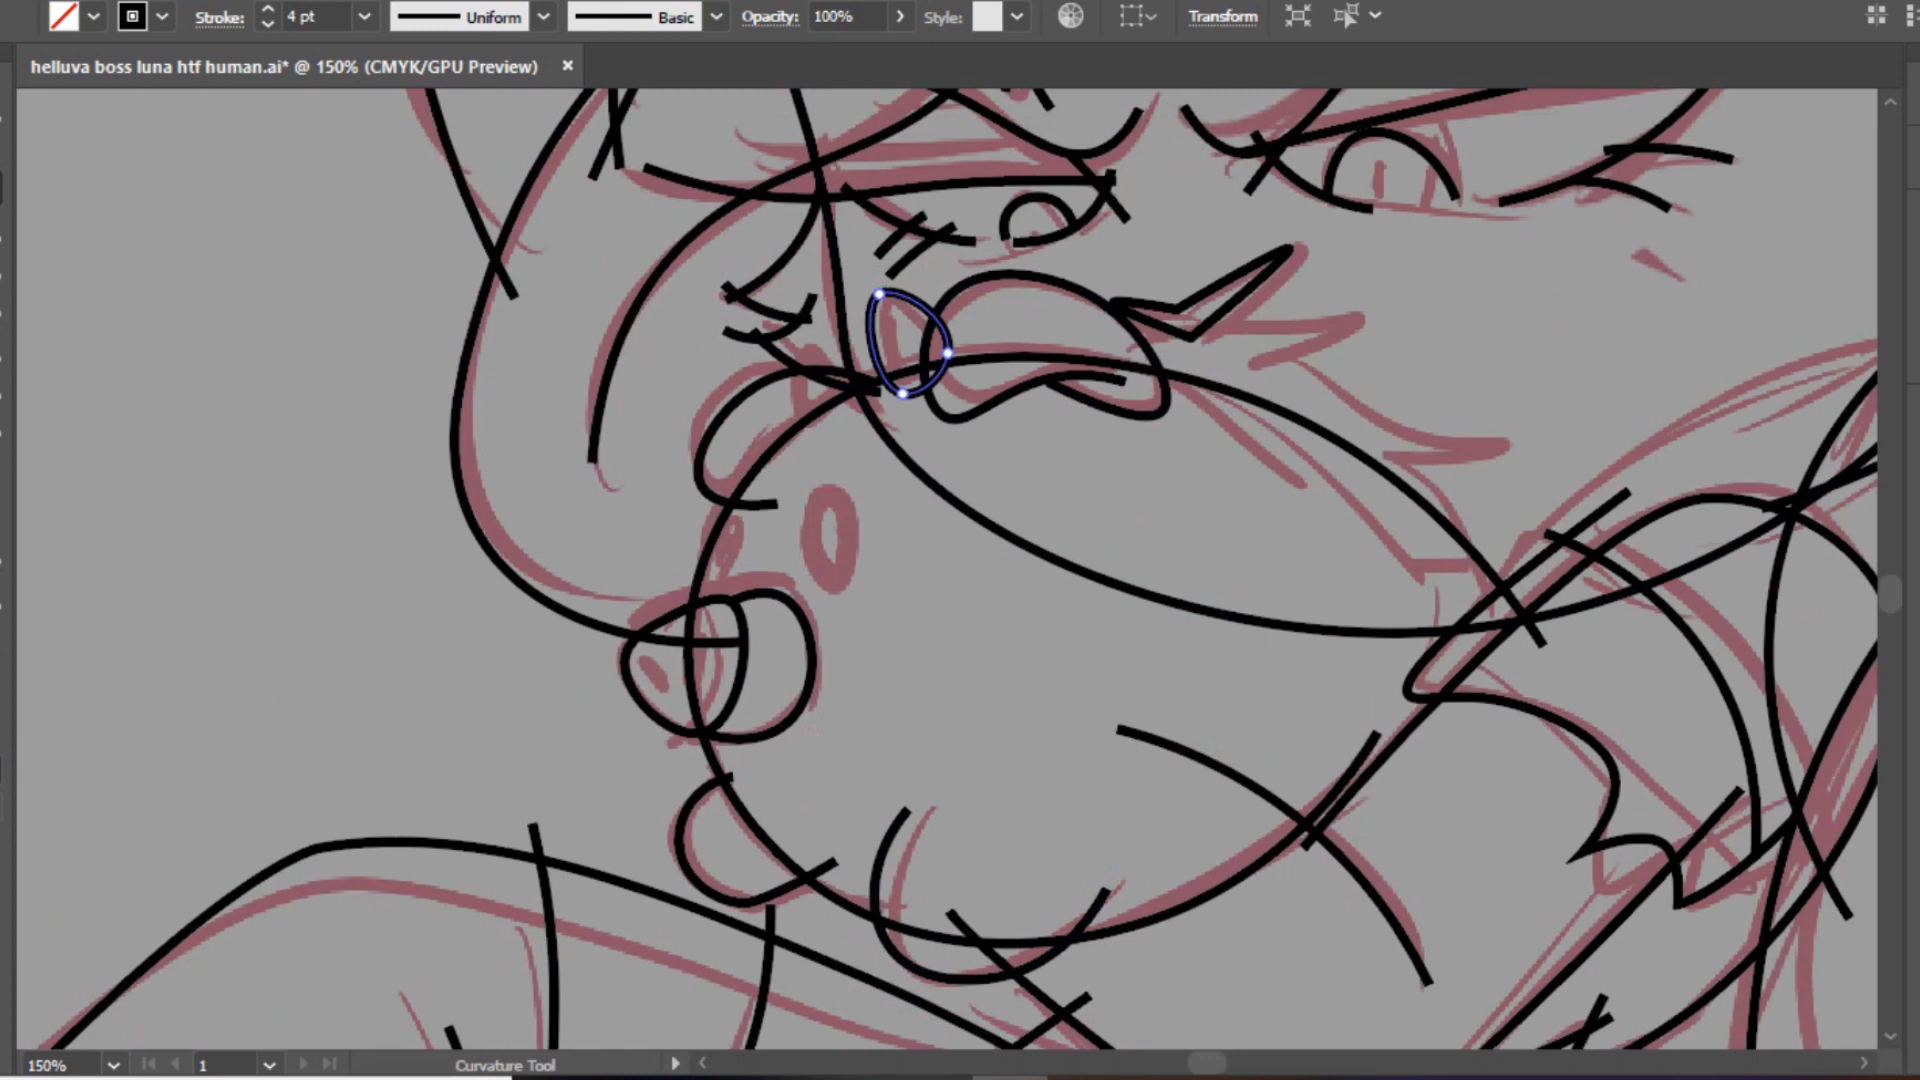 Stroke: 4 pt Uniform Basic Opacity: 100% Style: Transform
helluva boss luna htf human.ai* @ 150% (CMYK/GPU Preview) ×
150% 1 Curvature Tool